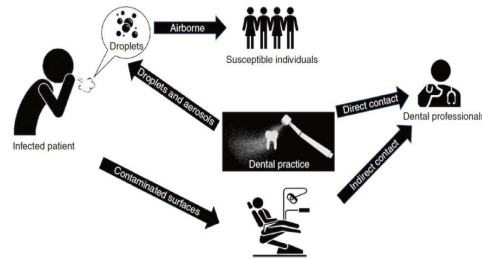 Droplets
Airborne
Susceptible individuals
Infected patient
Droplets and aerosols
Dental practice
Direct contact
Dental professionals
Indirect contact
Contaminated surfaces